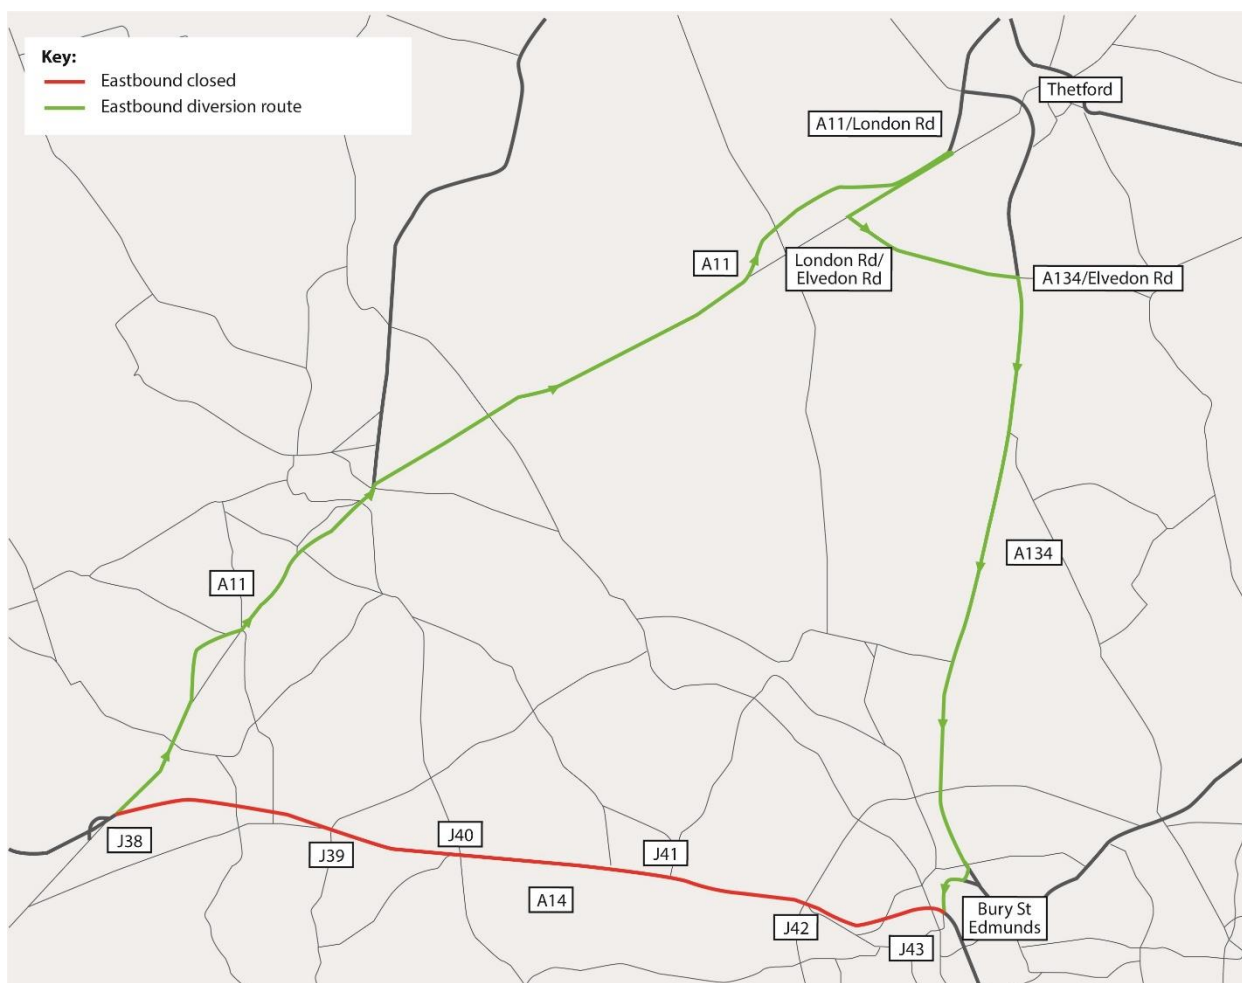 Key:
Eastbound closed
Eastbound diversion route
Thetford
A11/London Rd
A11
London Rd/
Elvedon Rd
A134/Elvedon Rd
A134
A11
J38
J39
J40
J41
A14
J42
J43
Bury St
Edmunds